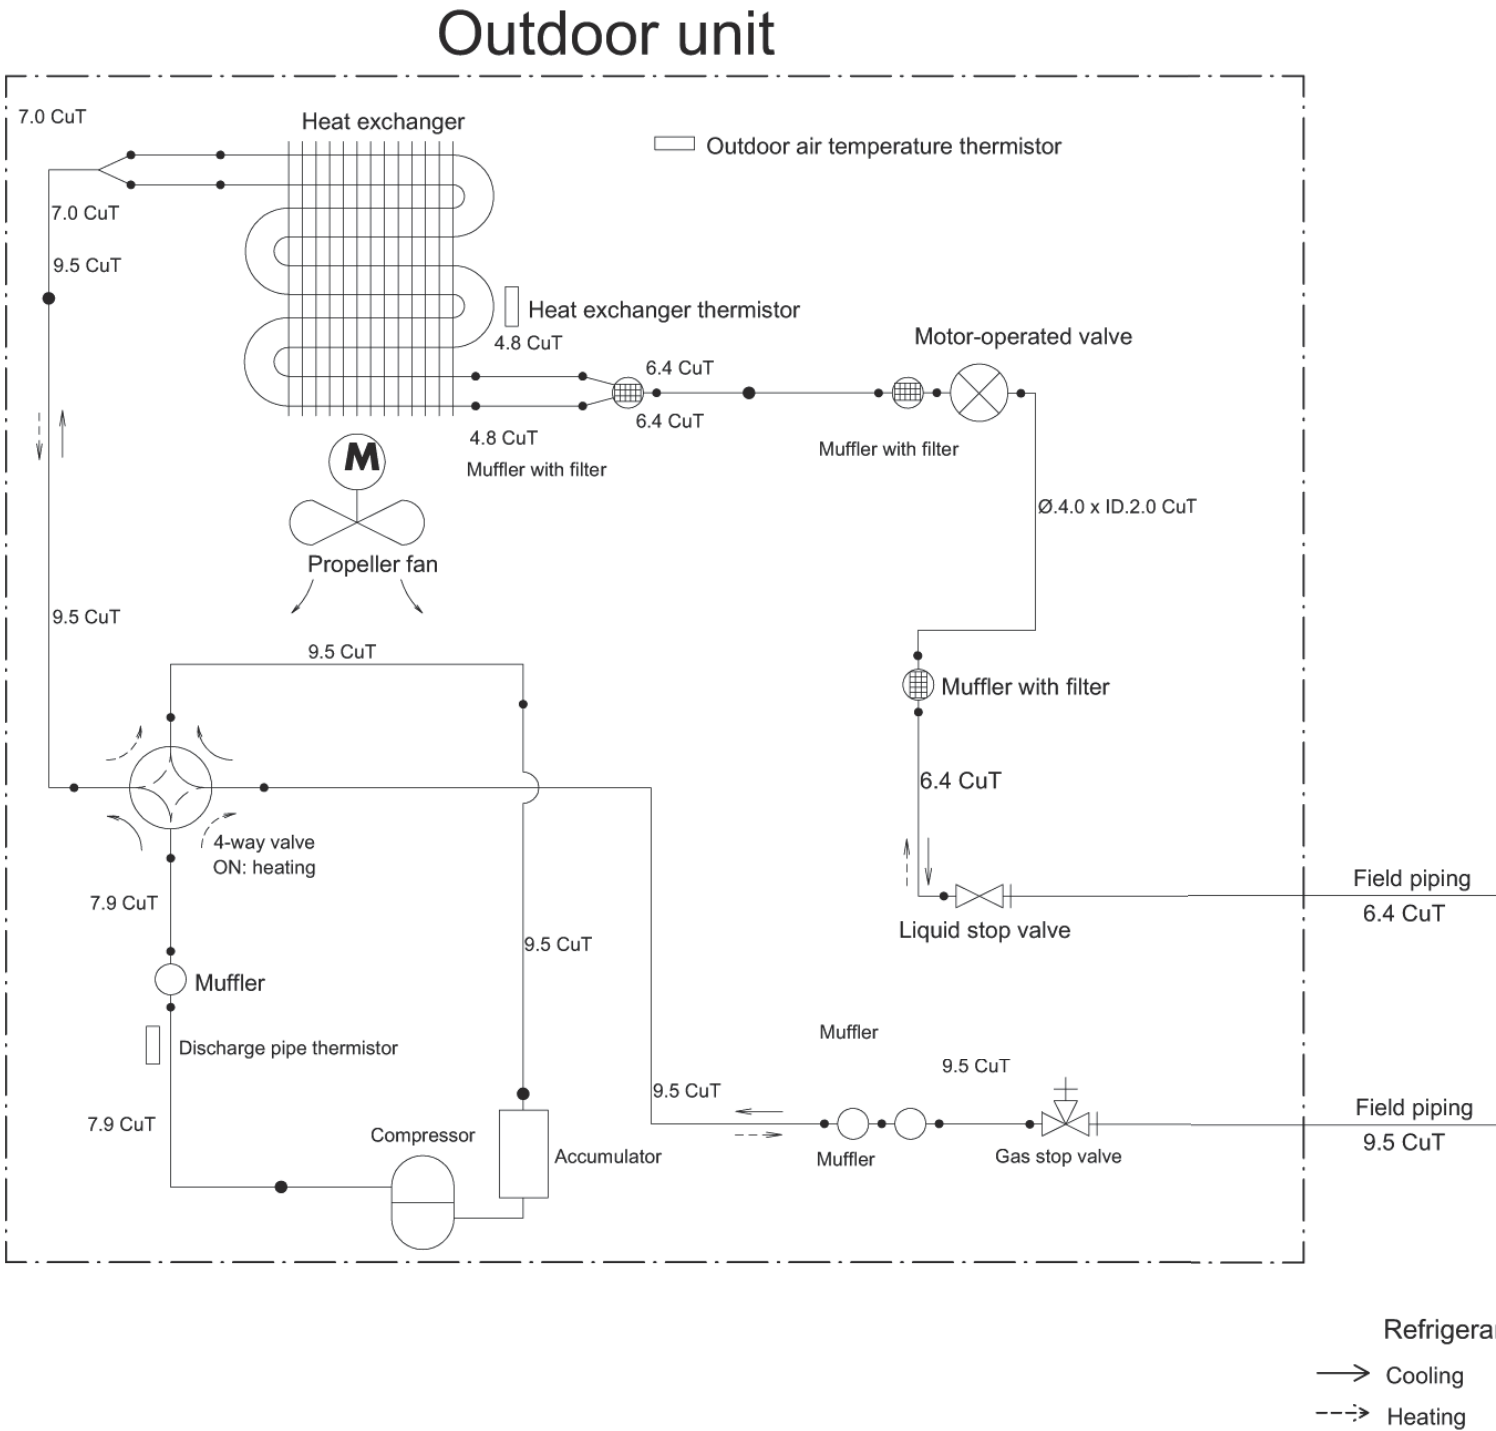 Outdoor unit
7.0 CuT
Heat exchanger
Outdoor air temperature thermistor
7.0 CuT
9.5 CuT
Heat exchanger thermistor
4.8 CuT
Motor-operated valve
6.4 CuT
6.4 CuT
4.8 CuT
Muffler with filter
Muffler with filter
M
Ø.4.0 x ID.2.0 CuT
Propeller fan
9.5 CuT
9.5 CuT
Muffler with filter
6.4 CuT
4-way valve
ON: heating
7.9 CuT
Field piping
6.4 CuT
Liquid stop valve
9.5 CuT
Muffler
Muffler
Discharge pipe thermistor
9.5 CuT
9.5 CuT
7.9 CuT
Compressor
Accumulator
Muffler
Gas stop valve
Field piping
9.5 CuT
Refrigera
Cooling
Heating